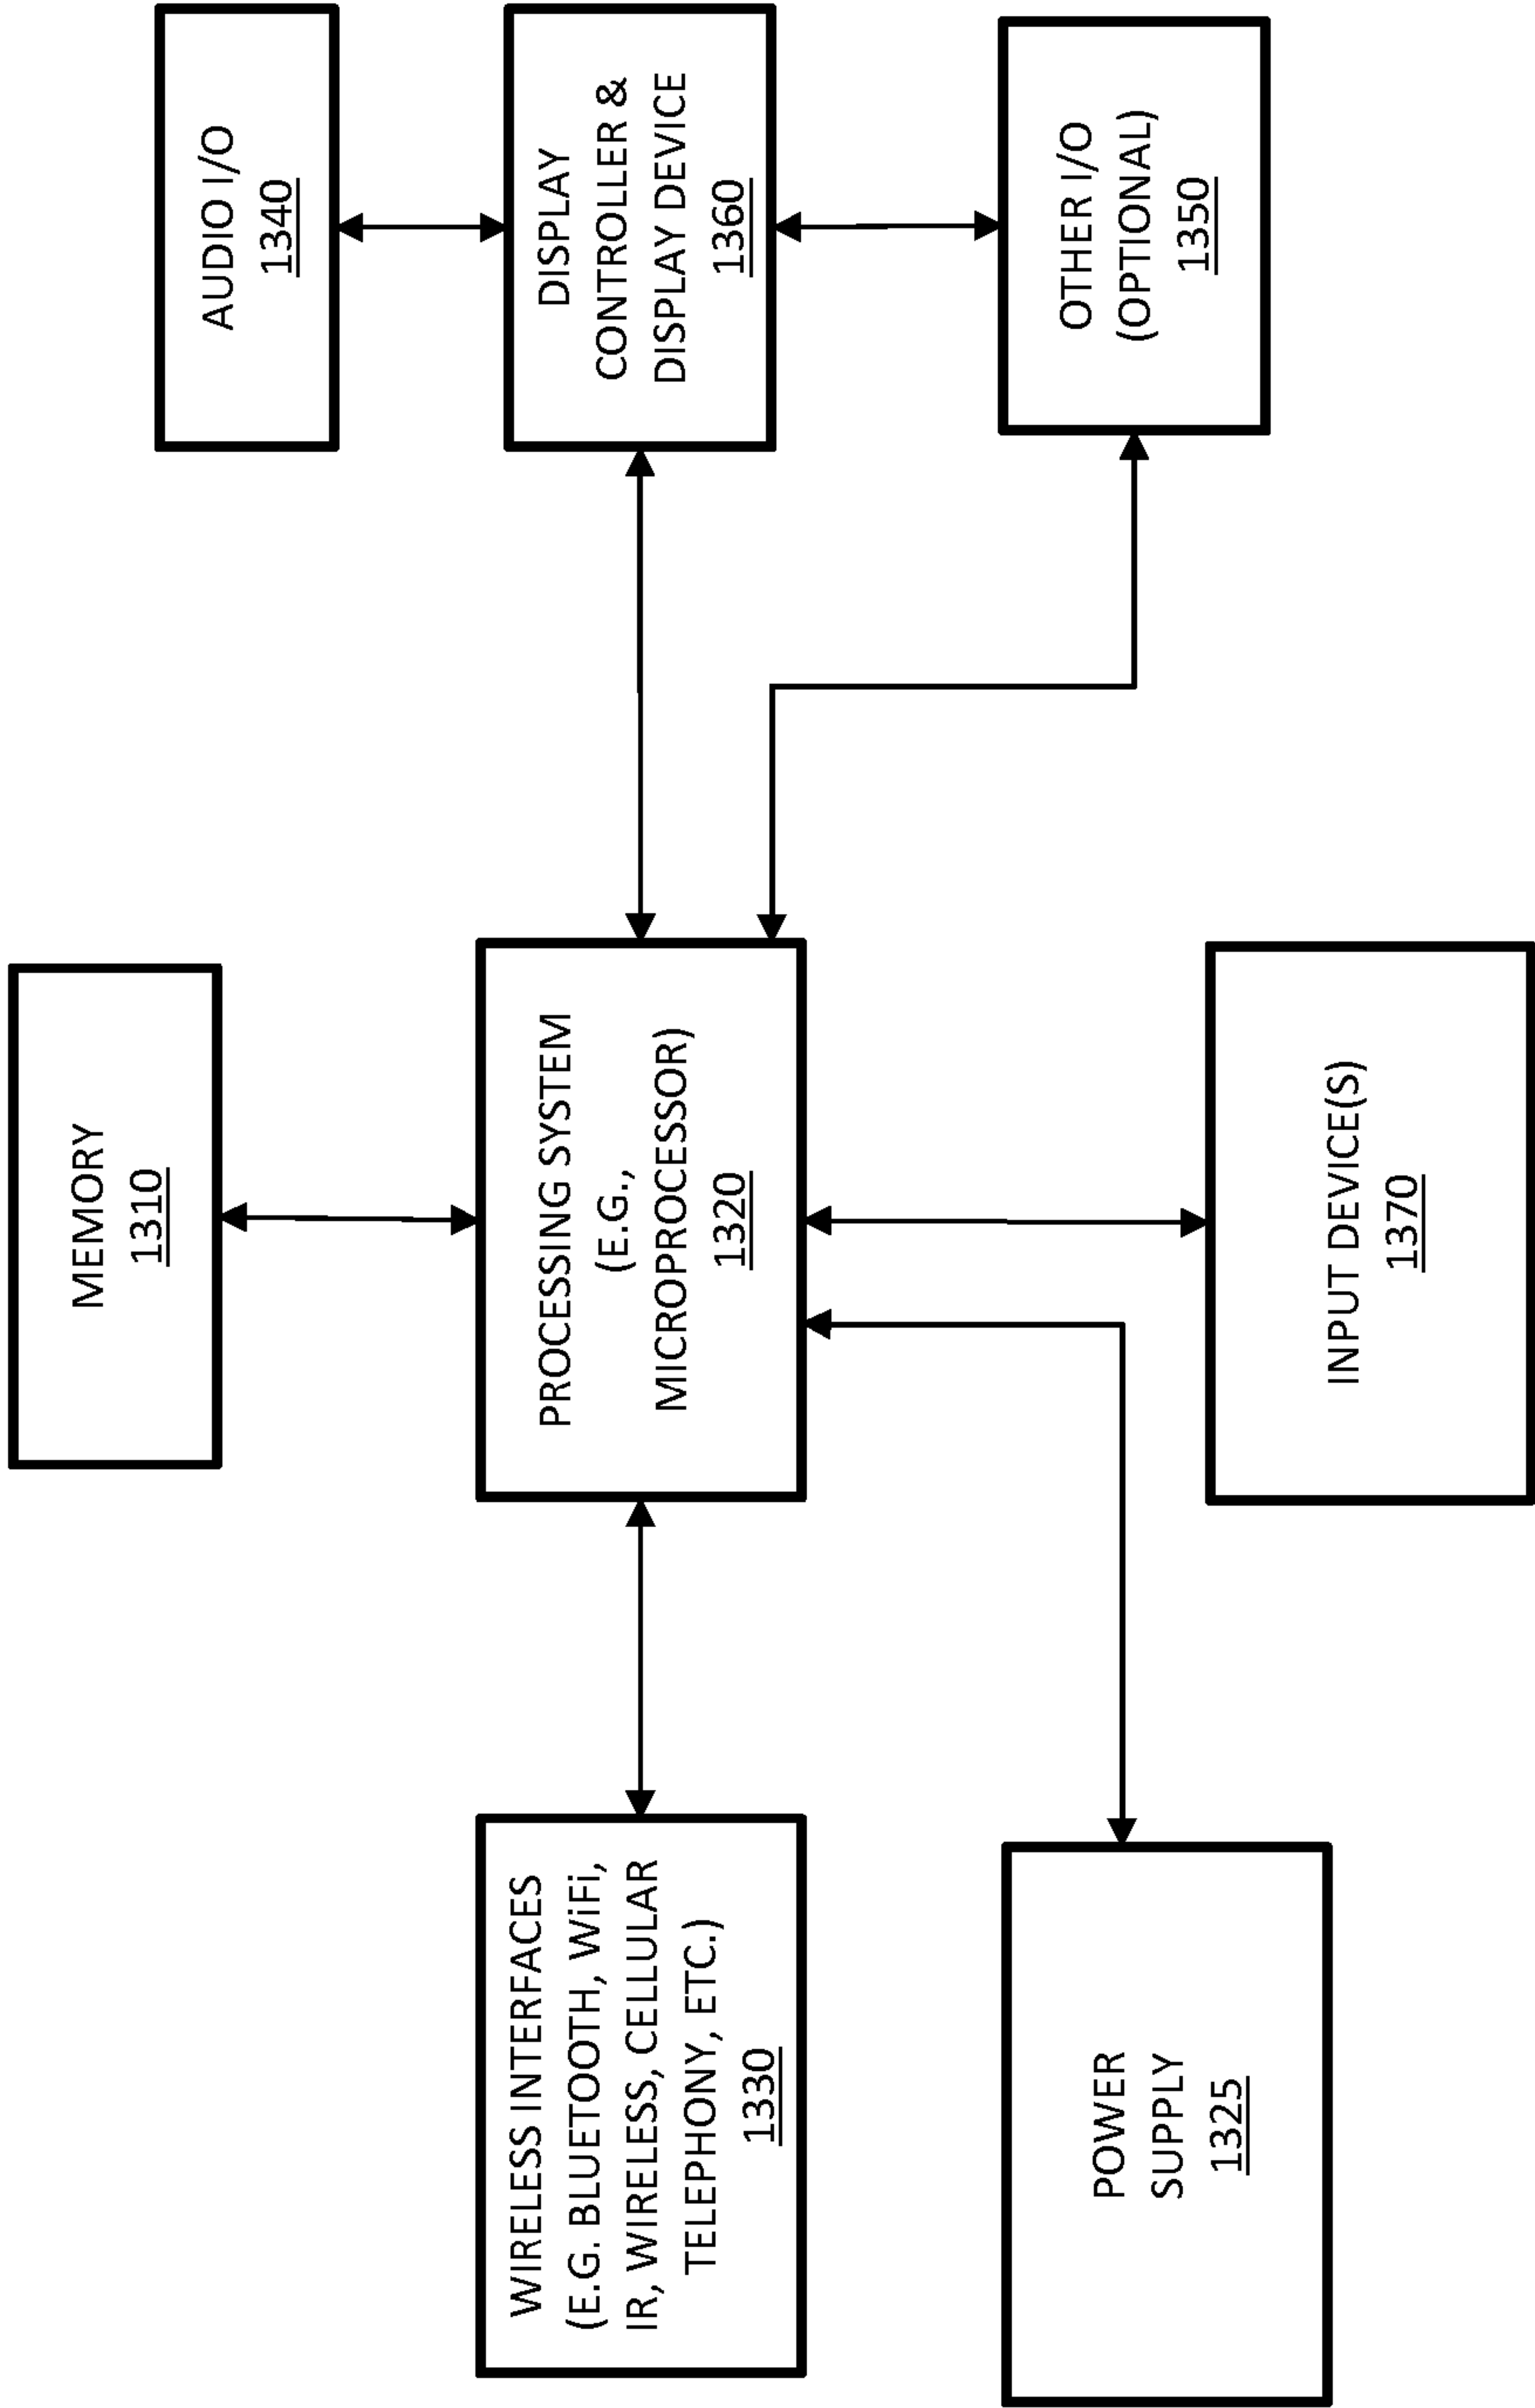 MEMORY
1310
AUDIO I/O
1340
WIRELESS INTERFACES
(E.G. BLUETOOTH, WiFi,
IR, WIRELESS, CELLULAR
TELEPHONY, ETC.)
1330
PROCESSING SYSTEM
(E.G.,
MICROPROCESSOR)
1320
DISPLAY
CONTROLLER &
DISPLAY DEVICE
1360
POWER
SUPPLY
1325
INPUT DEVICE(S)
1370
OTHER I/O
(OPTIONAL)
1350